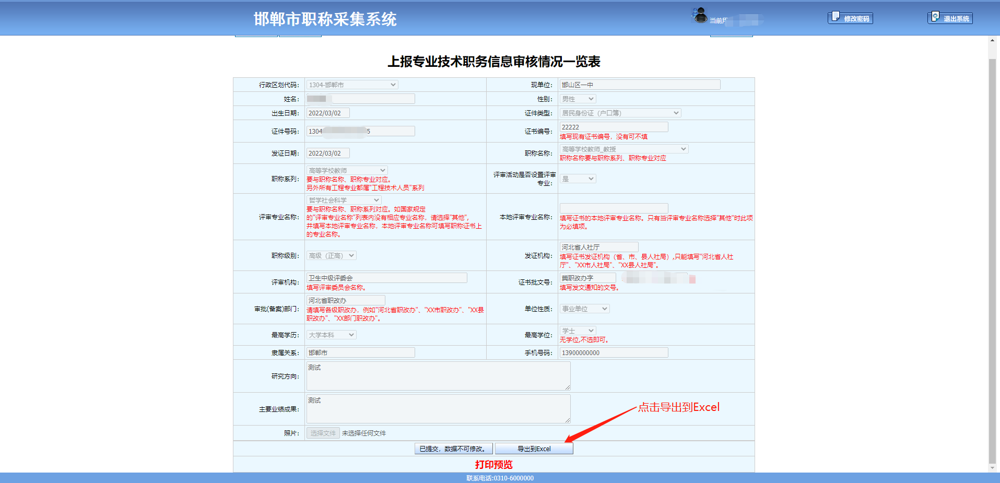 邯郸市职称采集系统
当前用
修改密码
退出系统
上报专业技术职务信息审核情况一览表
行政区划代码： 1304-邯郸市
现单位： 邯山区一中
姓名：
性别： 男性
出生日期： 2022/03/02
证件类型： 居民身份证（户口簿）
证件号码： 1304 5
证书编号： 22222
填写现有证书编号，没有可不填
发证日期： 2022/03/02
职称名称： 高等学校教师_教授
职称名称要与职称系列、职称专业对应
职称系列： 高等学校教师
要与职称名称、职称专业对应。
另外所有工程专业都属"工程技术人员"系列
评审活动是否设置评审
专业： 是
评审专业名称： 哲学社会科学
要与职称名称、职称系列对应。如国家规定
的"评审专业名称"列表内没有相应专业名称，请选择"其他"，
并填写本地评审专业名称，本地评审专业名称可填写职称证书上
的专业名称。
本地评审专业名称：
填写证书的本地评审专业名称。只有当评审专业名称选择"其他"时此项
为必填项。
职称级别： 高级（正高）
发证机构： 河北省人社厅
填写证书发证机构（省、市、县人社局）,只能填写"河北省人社
厅"、"XX市人社局"、"XX县人社局"。
评审机构： 卫生中级评委会
填写评审委员会名称。
证书批文号： 冀职改办字
填写发文通知的文号。
审批(备案)部门： 河北省职改办
请填写各级职改办，例如"河北省职改办"、"XX市职改办"、"XX县
职改办"、"XX部门职改办"。
单位性质： 事业单位
最高学历： 大学本科
最高学位： 学士
无学位,不选即可。
隶属关系： 邯郸市
手机号码： 13900000000
研究方向： 测试
主要业绩成果： 测试
点击导出到Excel
照片： 选择文件 未选择任何文件
已提交，数据不可修改。 导出到Excel
打印预览
联系电话:0310-6000000